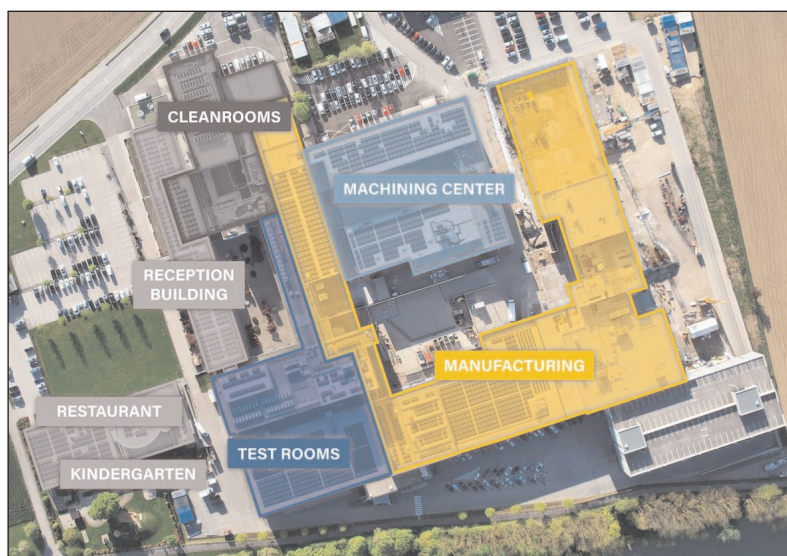 CLEANROOMS
MACHINING CENTER
RECEPTION
BUILDING
MANUFACTURING
RESTAURANT
TEST ROOMS
KINDERGARTEN